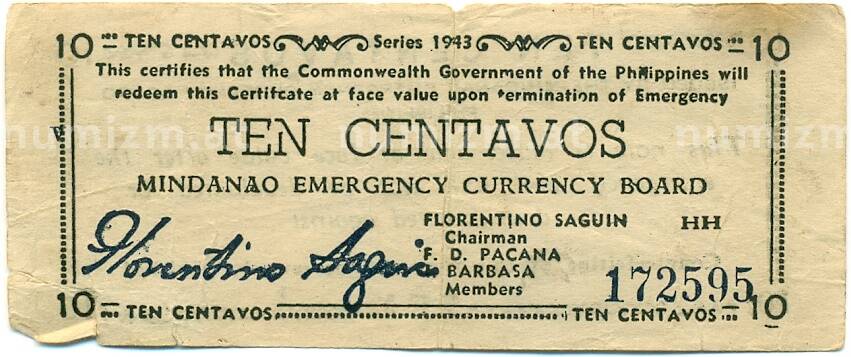 10 TEN CENTAVOS Series 1943 TEN CENTAVOS 10
This certifies that the Commonwealth Government of the Philippines will
redeem this Certifcate at face value upon termination of Emergency
TEN CENTAVOS
MINDANAO EMERGENCY CURRENCY BOARD
FLORENTINO SAGUIN HH
Chairman
Florentino Saguin
F. D. PACANA
BARBASA
Members
172595
10 TEN CENTAVOS TEN CENTAVOS 10